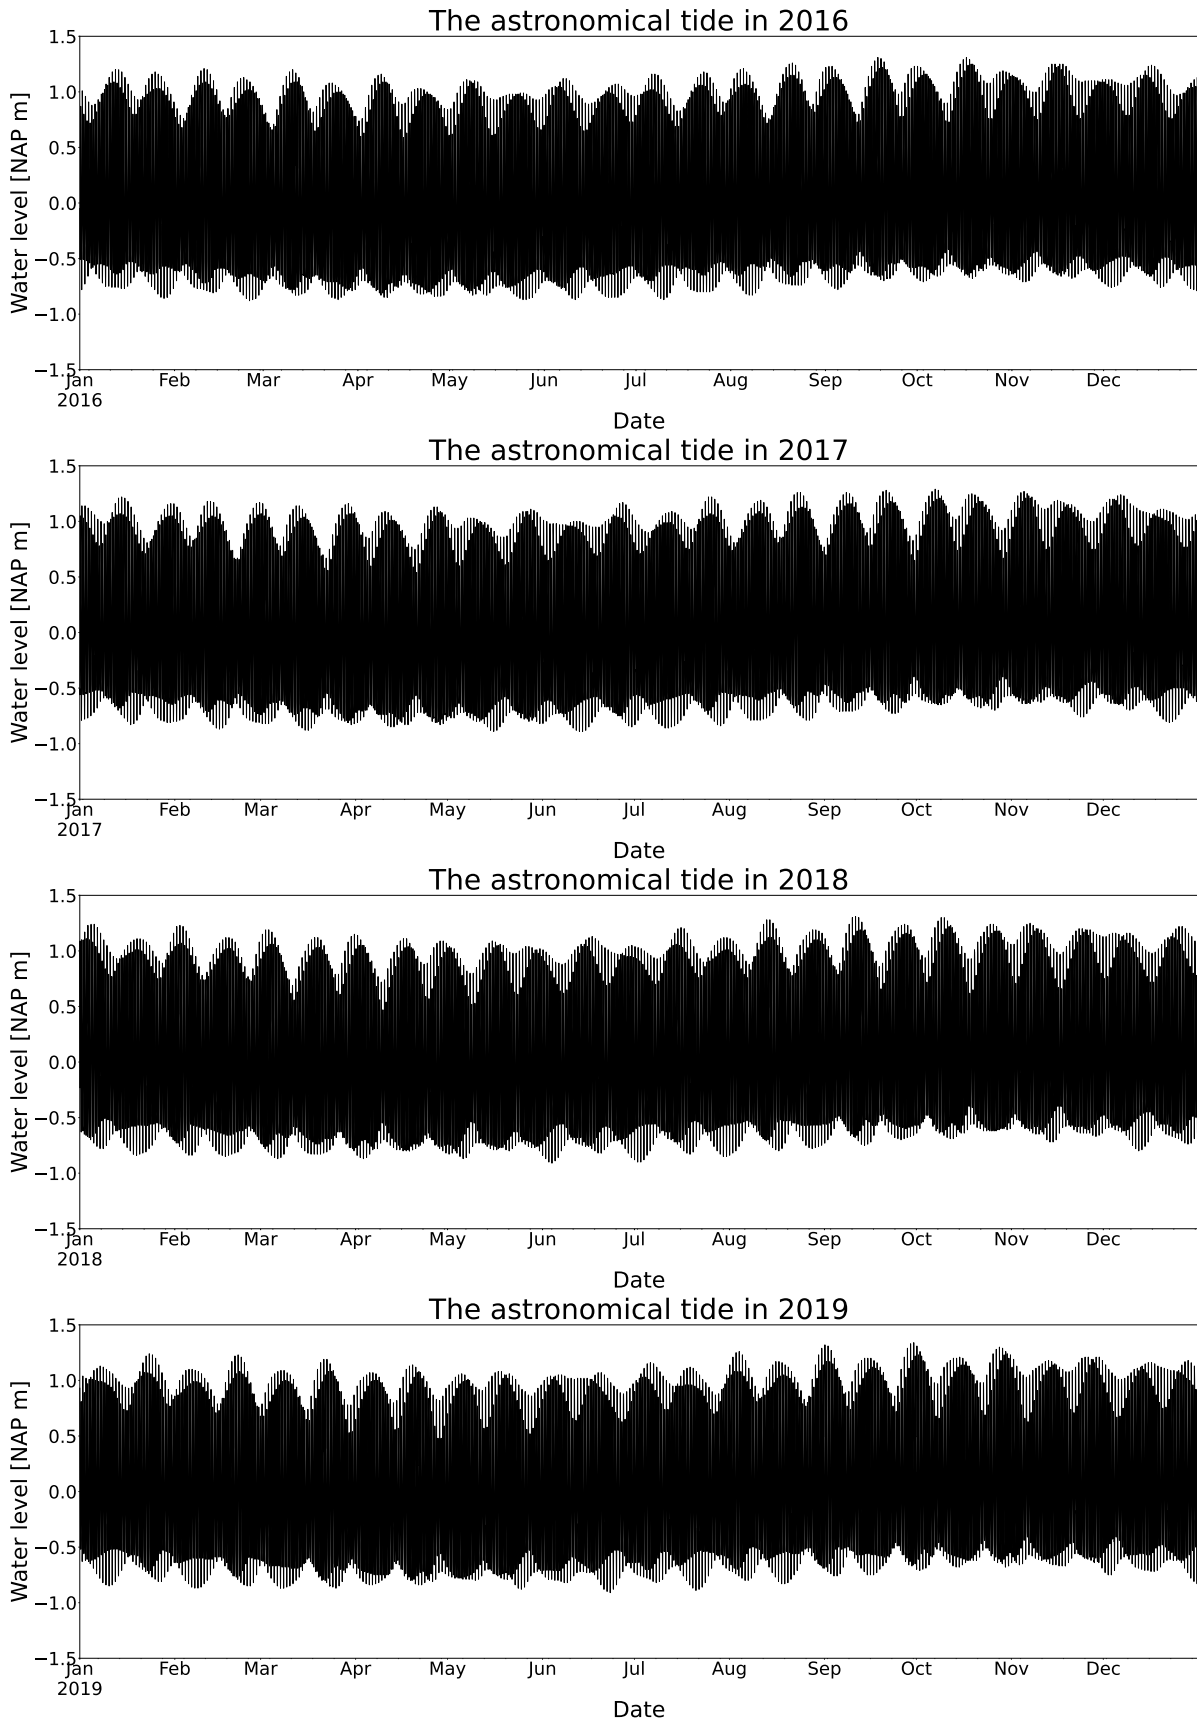 The astronomical tide in 2016
Water level [NAP m]
1.5
1.0
0.5
0.0
−0.5
−1.0
−1.5
Jan Feb Mar Apr May Jun Jul Aug Sep Oct Nov Dec
2016
Date
The astronomical tide in 2017
Water level [NAP m]
1.5
1.0
0.5
0.0
−0.5
−1.0
−1.5
Jan Feb Mar Apr May Jun Jul Aug Sep Oct Nov Dec
2017
Date
The astronomical tide in 2018
Water level [NAP m]
1.5
1.0
0.5
0.0
−0.5
−1.0
−1.5
Jan Feb Mar Apr May Jun Jul Aug Sep Oct Nov Dec
2018
Date
The astronomical tide in 2019
Water level [NAP m]
1.5
1.0
0.5
0.0
−0.5
−1.0
−1.5
Jan Feb Mar Apr May Jun Jul Aug Sep Oct Nov Dec
2019
Date